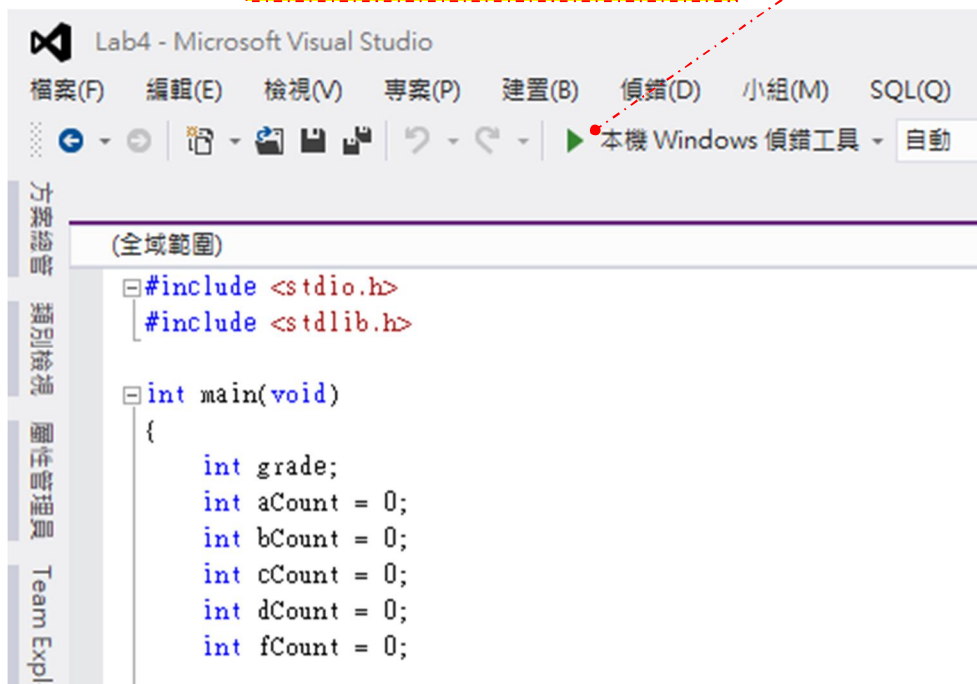 Lab4 - Microsoft Visual Studio
檔案(F) 編輯(E) 檢視(V) 專案(P) 建置(B) 偵錯(D) 小組(M) SQL(Q)
本機 Windows 偵錯工具 自動
方案總管
類別檢視
屬性管理員
Team Expl
(全域範圍)
#include <stdio.h>
#include <stdlib.h>
int main(void)
{
int grade;
int aCount = 0;
int bCount = 0;
int cCount = 0;
int dCount = 0;
int fCount = 0;